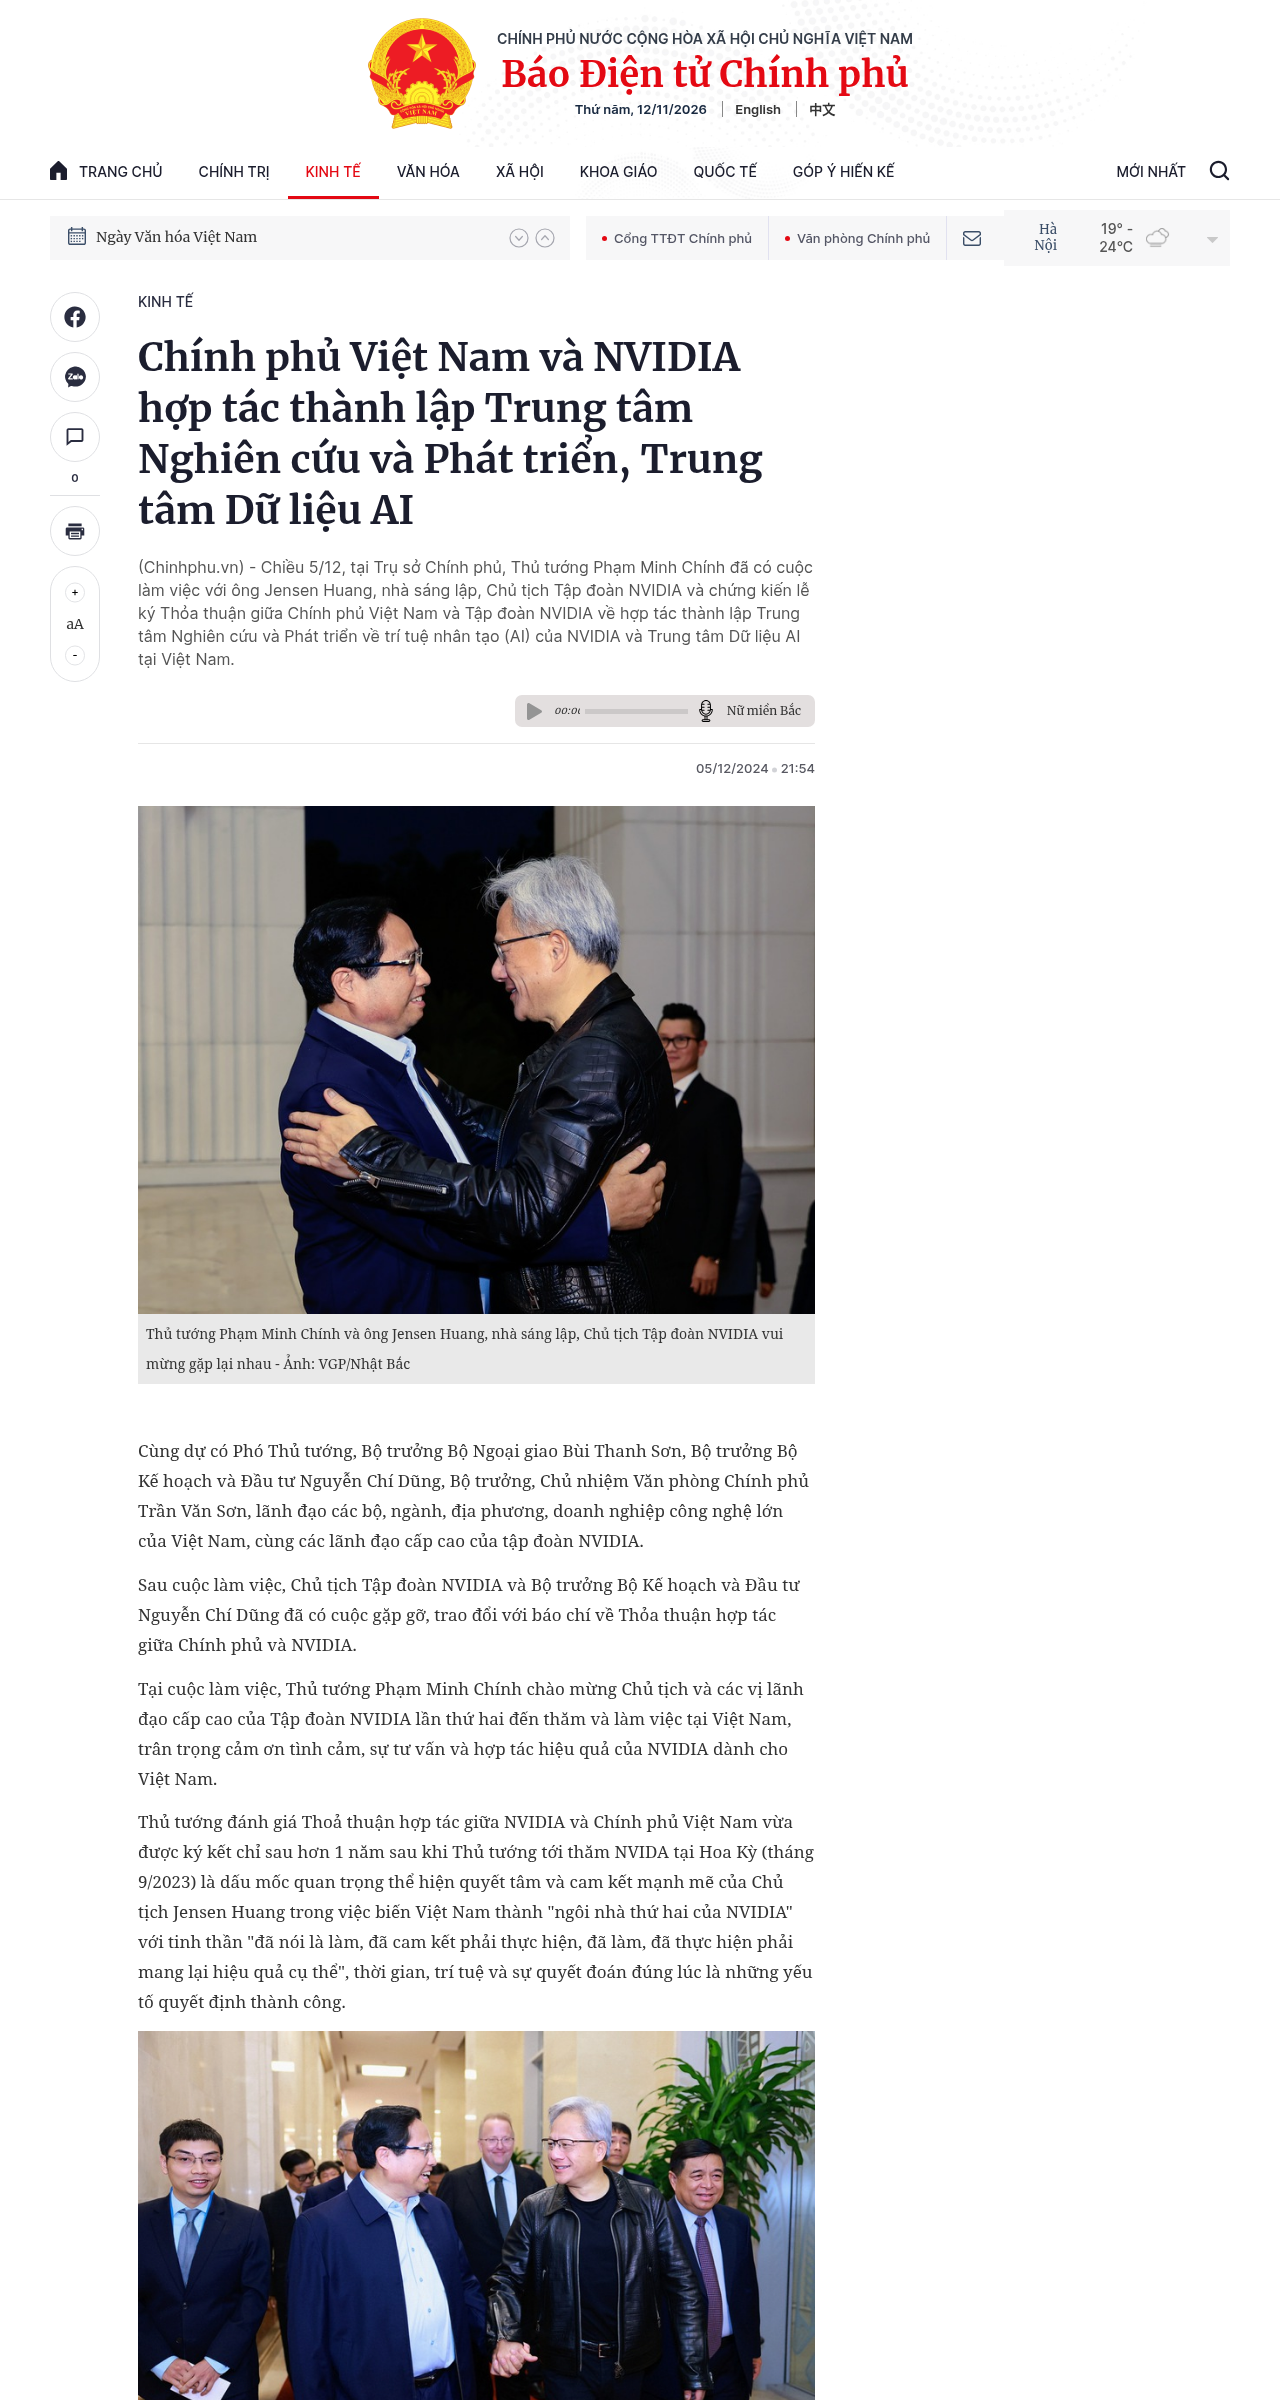 CHÍNH PHỦ NƯỚC CỘNG HÒA XÃ HỘI CHỦ NGHĨA VIỆT NAM
Báo Điện tử Chính phủ
Thứ năm, 12/11/2026 English 中文
TRANG CHỦ CHÍNH TRỊ KINH TẾ VĂN HÓA XÃ HỘI KHOA GIÁO QUỐC TẾ GÓP Ý HIẾN KẾ MỚI NHẤT
Ngày Văn hóa Việt Nam
Cổng TTĐT Chính phủ
Văn phòng Chính phủ
Hà
Nội
19° -
24°C
KINH TẾ
Zalo
0
+
aA
-
Chính phủ Việt Nam và NVIDIA
hợp tác thành lập Trung tâm
Nghiên cứu và Phát triển, Trung
tâm Dữ liệu AI
(Chinhphu.vn) - Chiều 5/12, tại Trụ sở Chính phủ, Thủ tướng Phạm Minh Chính đã có cuộc
làm việc với ông Jensen Huang, nhà sáng lập, Chủ tịch Tập đoàn NVIDIA và chứng kiến lễ
ký Thỏa thuận giữa Chính phủ Việt Nam và Tập đoàn NVIDIA về hợp tác thành lập Trung
tâm Nghiên cứu và Phát triển về trí tuệ nhân tạo (AI) của NVIDIA và Trung tâm Dữ liệu AI
tại Việt Nam.
Nữ miền Bắc
05/12/2024 21:54
Thủ tướng Phạm Minh Chính và ông Jensen Huang, nhà sáng lập, Chủ tịch Tập đoàn NVIDIA vui
mừng gặp lại nhau - Ảnh: VGP/Nhật Bắc
Cùng dự có Phó Thủ tướng, Bộ trưởng Bộ Ngoại giao Bùi Thanh Sơn, Bộ trưởng Bộ
Kế hoạch và Đầu tư Nguyễn Chí Dũng, Bộ trưởng, Chủ nhiệm Văn phòng Chính phủ
Trần Văn Sơn, lãnh đạo các bộ, ngành, địa phương, doanh nghiệp công nghệ lớn
của Việt Nam, cùng các lãnh đạo cấp cao của tập đoàn NVIDIA.
Sau cuộc làm việc, Chủ tịch Tập đoàn NVIDIA và Bộ trưởng Bộ Kế hoạch và Đầu tư
Nguyễn Chí Dũng đã có cuộc gặp gỡ, trao đổi với báo chí về Thỏa thuận hợp tác
giữa Chính phủ và NVIDIA.
Tại cuộc làm việc, Thủ tướng Phạm Minh Chính chào mừng Chủ tịch và các vị lãnh
đạo cấp cao của Tập đoàn NVIDIA lần thứ hai đến thăm và làm việc tại Việt Nam,
trân trọng cảm ơn tình cảm, sự tư vấn và hợp tác hiệu quả của NVIDIA dành cho
Việt Nam.
Thủ tướng đánh giá Thoả thuận hợp tác giữa NVIDIA và Chính phủ Việt Nam vừa
được ký kết chỉ sau hơn 1 năm sau khi Thủ tướng tới thăm NVIDA tại Hoa Kỳ (tháng
9/2023) là dấu mốc quan trọng thể hiện quyết tâm và cam kết mạnh mẽ của Chủ
tịch Jensen Huang trong việc biến Việt Nam thành "ngôi nhà thứ hai của NVIDIA"
với tinh thần "đã nói là làm, đã cam kết phải thực hiện, đã làm, đã thực hiện phải
mang lại hiệu quả cụ thể", thời gian, trí tuệ và sự quyết đoán đúng lúc là những yếu
tố quyết định thành công.